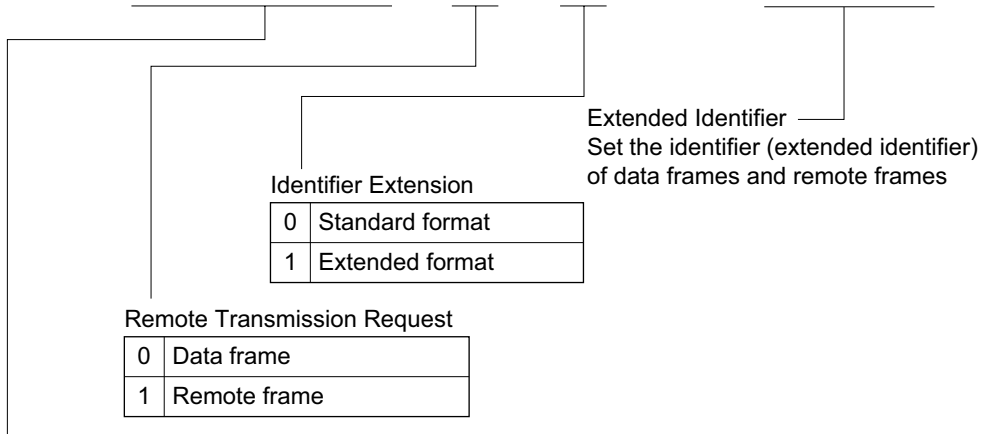 Extended Identifier
Set the identifier (extended identifier)
of data frames and remote frames
Identifier Extension
0 Standard format
1 Extended format
Remote Transmission Request
0 Data frame
1 Remote frame